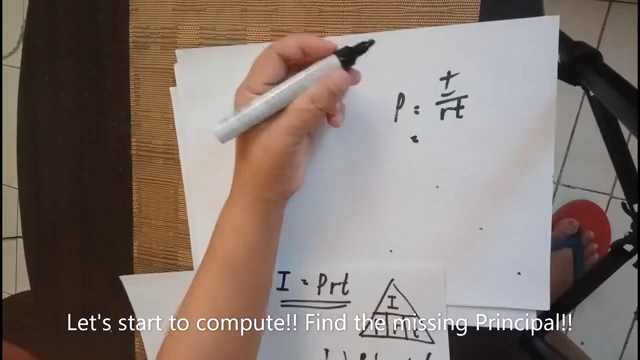 P = I/rt
=
I = Prt
I
P r t
Let's start to compute!! Find the missing Principal!!